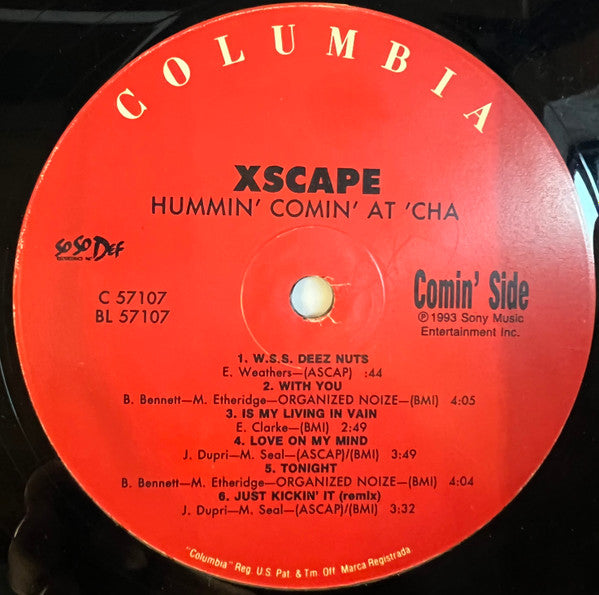 COLUMBIA
XSCAPE
HUMMIN' COMIN' AT 'CHA
SO SO DEF
C 57107
BL 57107
Comin' Side
℗1993 Sony Music
Entertainment Inc.
1. W.S.S. DEEZ NUTS
E. Weathers—(ASCAP) :44
2. WITH YOU
B. Bennett—M. Etheridge—ORGANIZED NOIZE—(BMI) 4:05
3. IS MY LIVING IN VAIN
E. Clarke—(BMI) 2:49
4. LOVE ON MY MIND
J. Dupri—M. Seal—(ASCAP)/(BMI) 3:49
5. TONIGHT
B. Bennett—M. Etheridge—ORGANIZED NOIZE—(BMI) 4:04
6. JUST KICKIN' IT (remix)
J. Dupri—M. Seal—(ASCAP)/(BMI) 3:32
"Columbia" Reg. U.S. Pat. & Tm. Off. Marca Registrada.